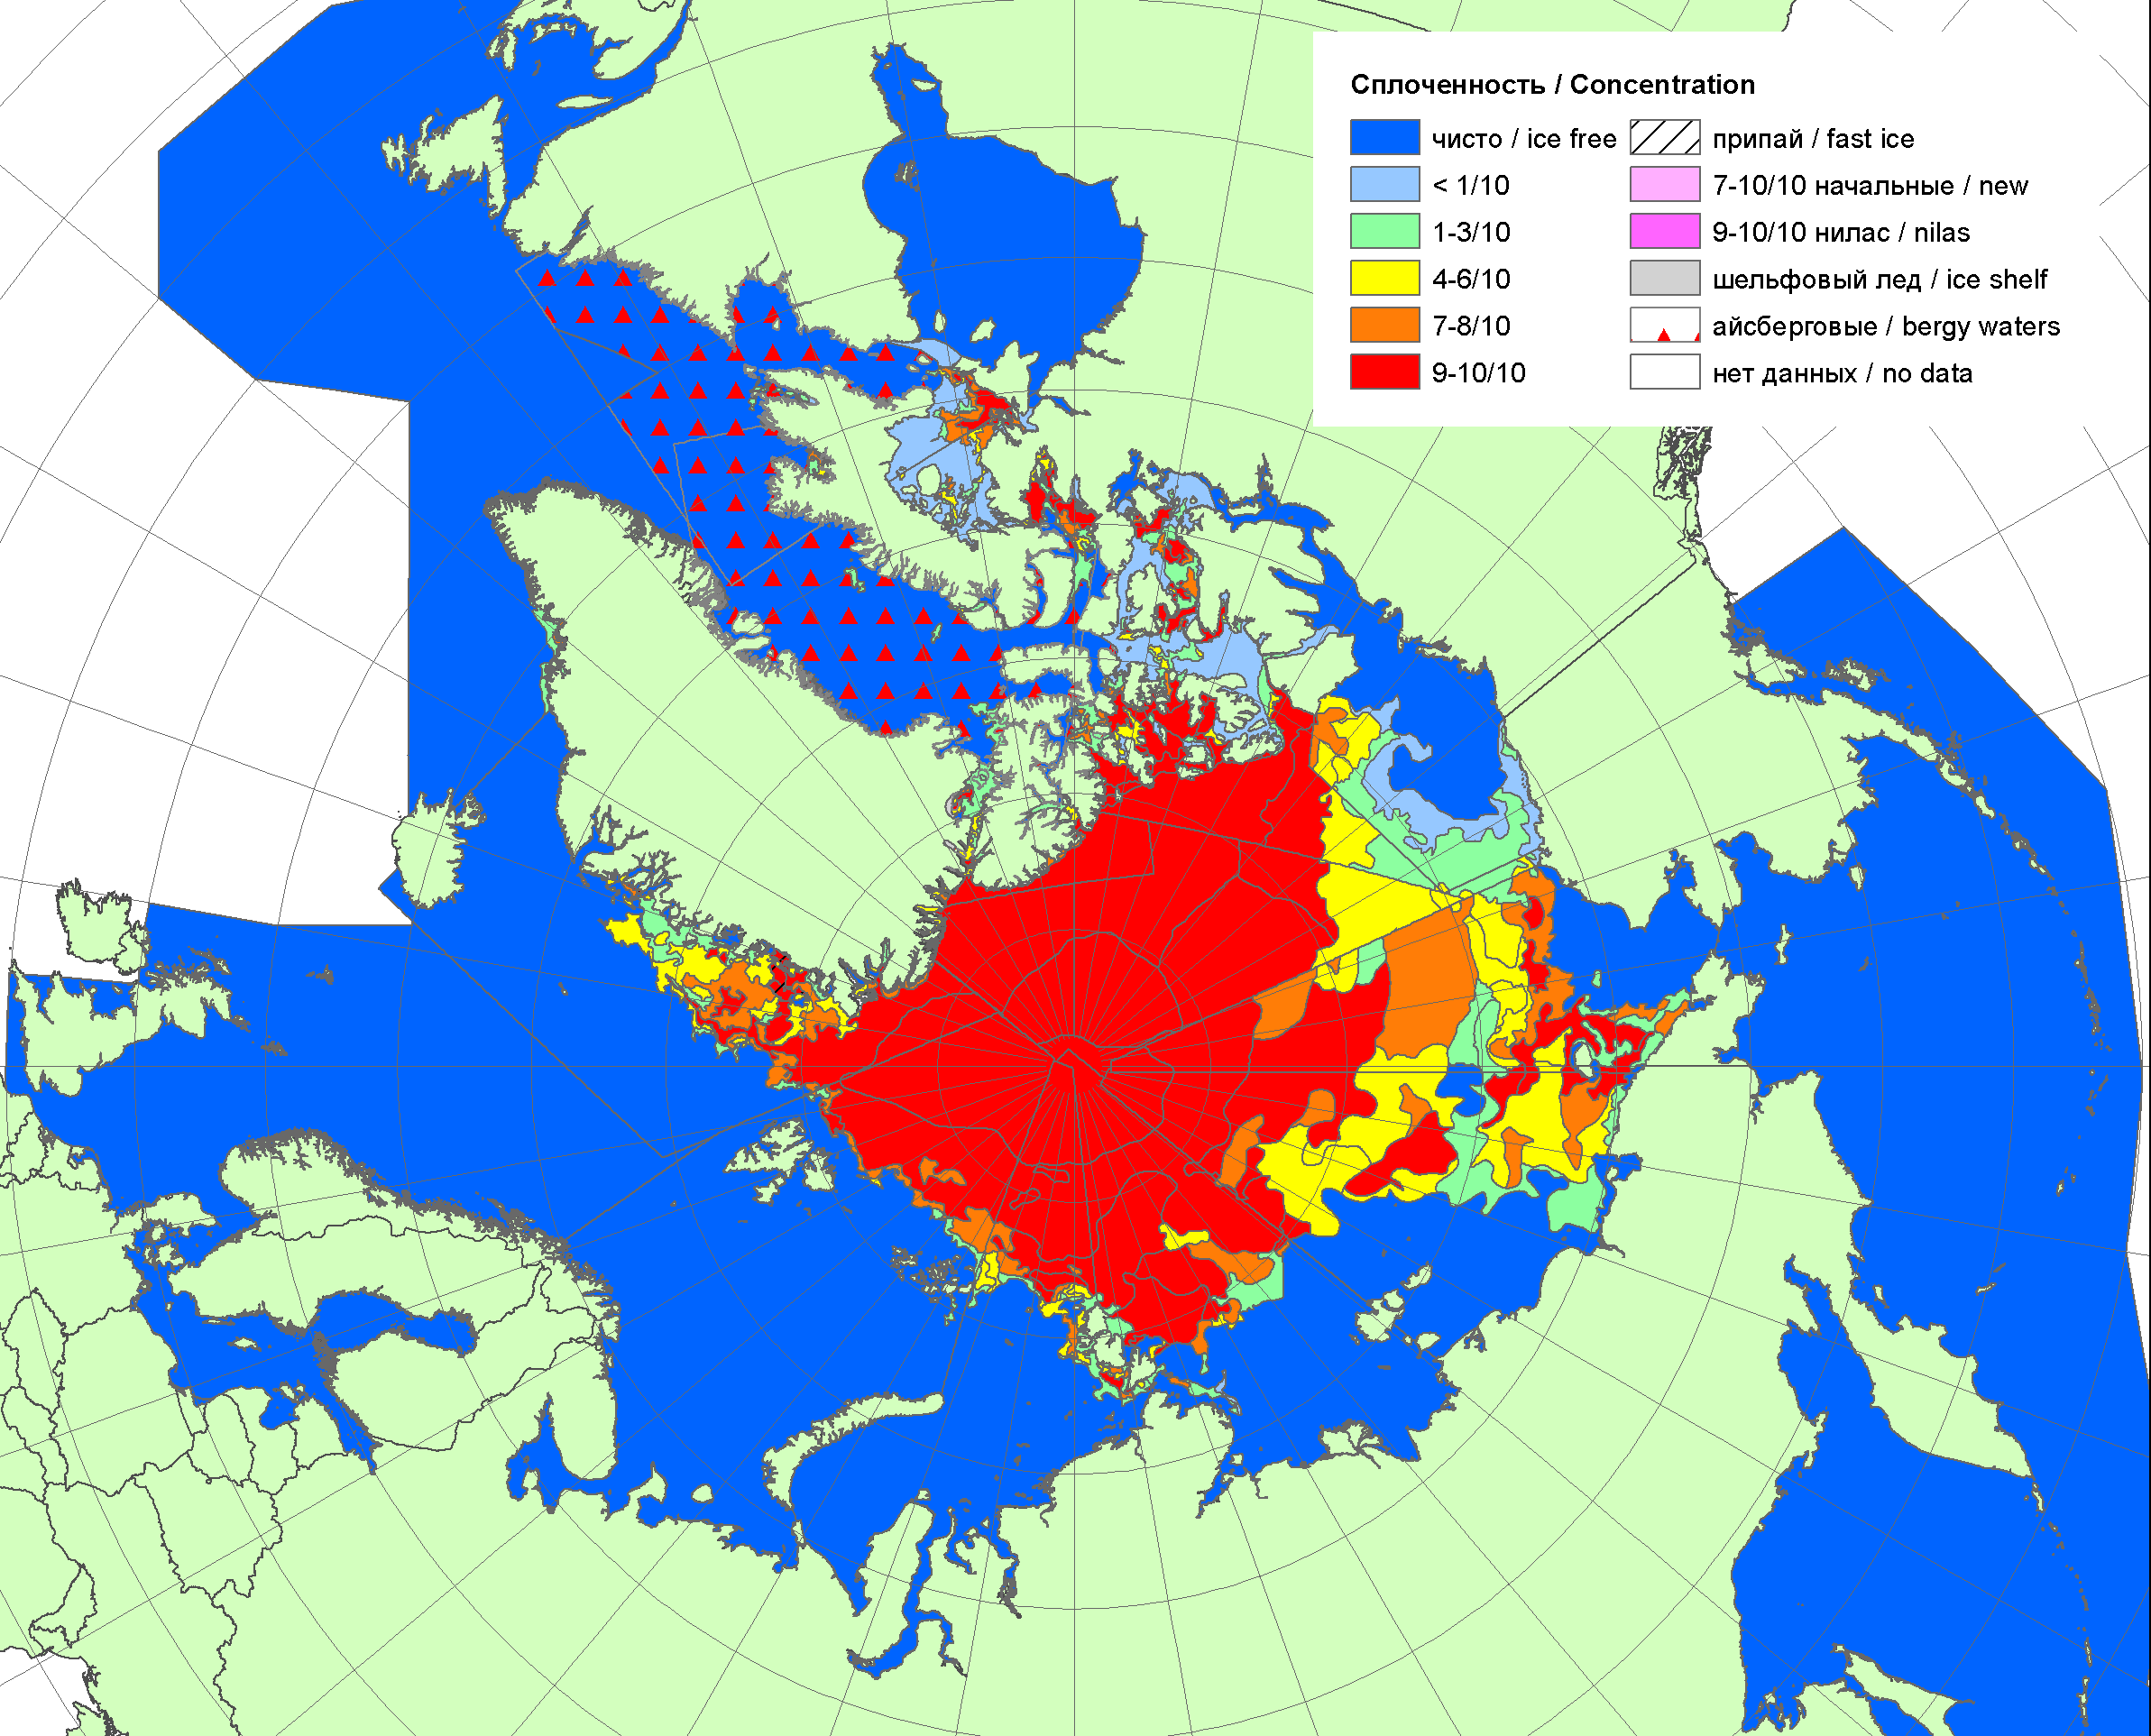 Сплоченность / Concentration
чисто / ice free
< 1/10
1-3/10
4-6/10
7-8/10
9-10/10
припай / fast ice
7-10/10 начальные / new
9-10/10 нилас / nilas
шельфовый лед / ice shelf
айсберговые / bergy waters
нет данных / no data